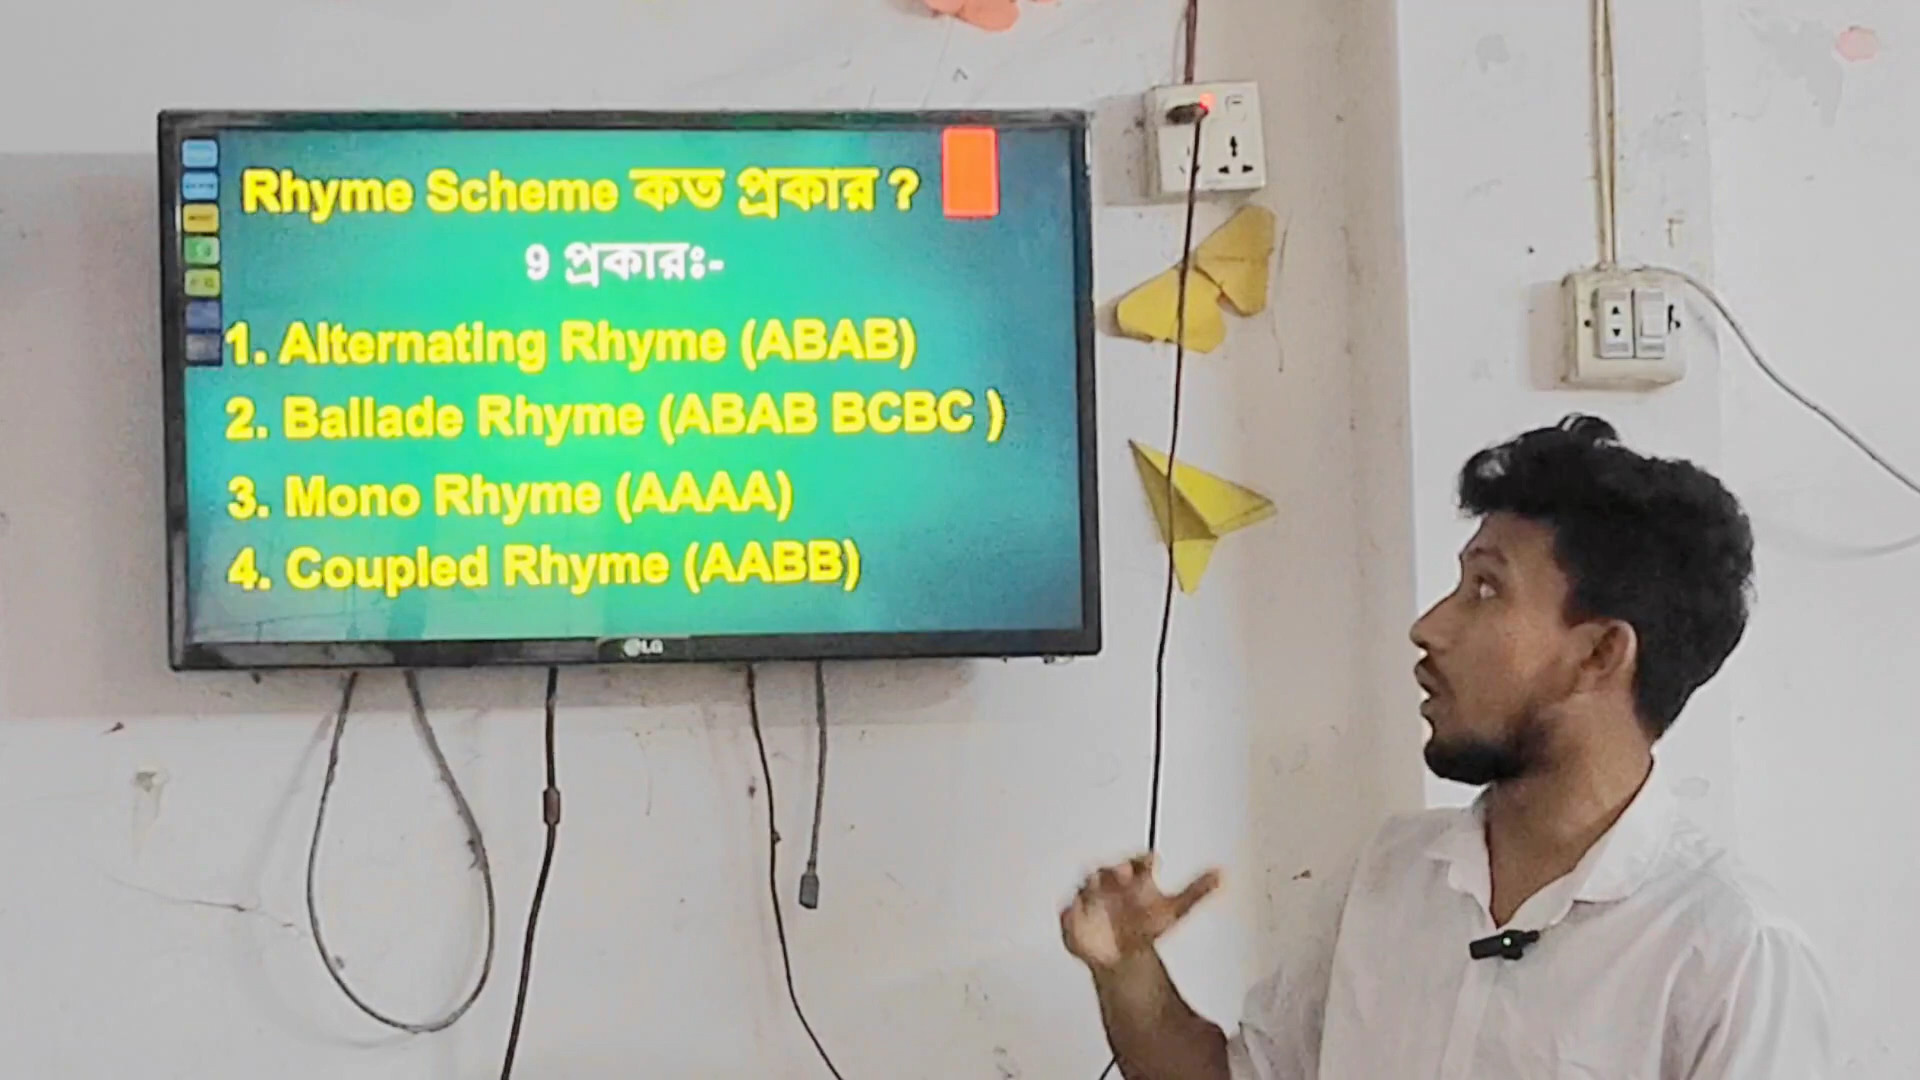 Rhyme Scheme কত প্রকার ?
9 প্রকারঃ-
1. Alternating Rhyme (ABAB)
2. Ballade Rhyme (ABAB BCBC )
3. Mono Rhyme (AAAA)
4. Coupled Rhyme (AABB)
LG